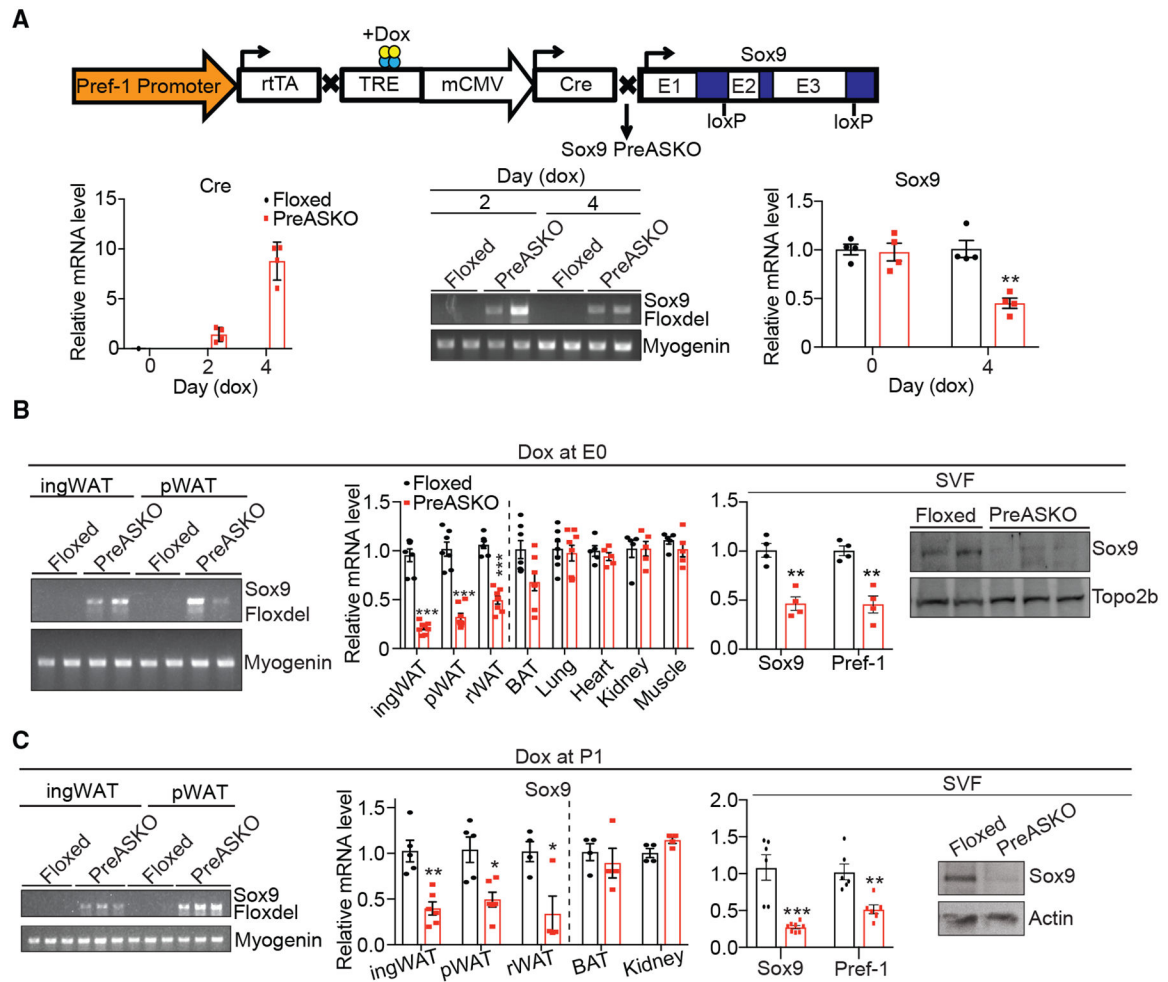 A
+Dox
Sox9
Pref-1 Promoter rtTA TRE mCMV Cre E1 E2 E3
loxP loxP
Sox9 PreASKO
Cre
Relative mRNA level
15
10
5
0
Floxed
PreASKO
0 2 4
Day (dox)
Day (dox)
2 4
Floxed PreASKO Floxed PreASKO
Sox9
Floxdel
Myogenin
Sox9
Relative mRNA level
1.5
1.0
0.5
0
**
0 4
Day (dox)
B
Dox at E0
ingWAT pWAT
Floxed PreASKO Floxed PreASKO
Sox9
Floxdel
Myogenin
Relative mRNA level
1.5
1.0
0.5
0
Floxed
PreASKO
*** *** ***
ingWAT pWAT rWAT BAT Lung Heart Kidney Muscle
SVF
1.5
1.0
0.5
0
** **
Sox9 Pref-1
Floxed PreASKO
Sox9
Topo2b
C
Dox at P1
ingWAT pWAT
Floxed PreASKO Floxed PreASKO
Sox9
Floxdel
Myogenin
Sox9
Relative mRNA level
1.5
1.0
0.5
0.0
** * *
ingWAT pWAT rWAT BAT Kidney
SVF
2.0
1.5
1.0
0.5
0.0
*** **
Sox9 Pref-1
Floxed PreASKO
Sox9
Actin